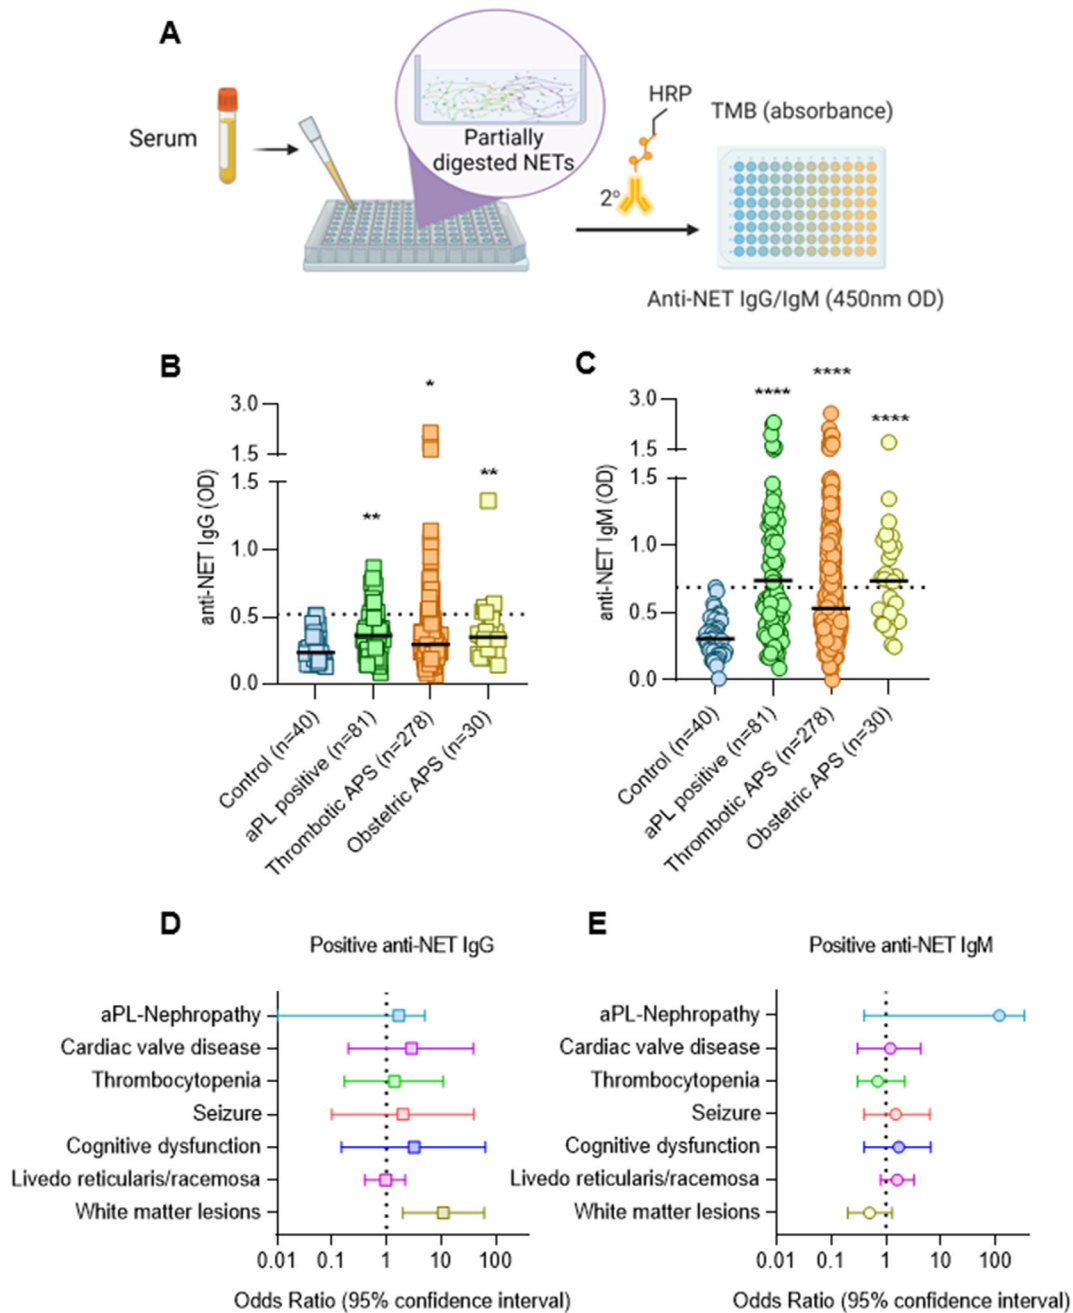 A
Serum
Partially
digested NETs
HRP
2°
TMB (absorbance)
Anti-NET IgG/IgM (450nm OD)
B
anti-NET IgG (OD)
3.0
1.5
1.5
1.0
0.5
0.0
**
*
**
Control (n=40)
aPL positive (n=81)
Thrombotic APS (n=278)
Obstetric APS (n=30)
C
anti-NET IgM (OD)
3.0
1.5
1.5
1.0
0.5
0.0
****
****
****
Control (n=40)
aPL positive (n=81)
Thrombotic APS (n=278)
Obstetric APS (n=30)
D
Positive anti-NET IgG
aPL-Nephropathy
Cardiac valve disease
Thrombocytopenia
Seizure
Cognitive dysfunction
Livedo reticularis/racemosa
White matter lesions
0.01 0.1 1 10 100
Odds Ratio (95% confidence interval)
E
Positive anti-NET IgM
aPL-Nephropathy
Cardiac valve disease
Thrombocytopenia
Seizure
Cognitive dysfunction
Livedo reticularis/racemosa
White matter lesions
0.01 0.1 1 10 100
Odds Ratio (95% confidence interval)